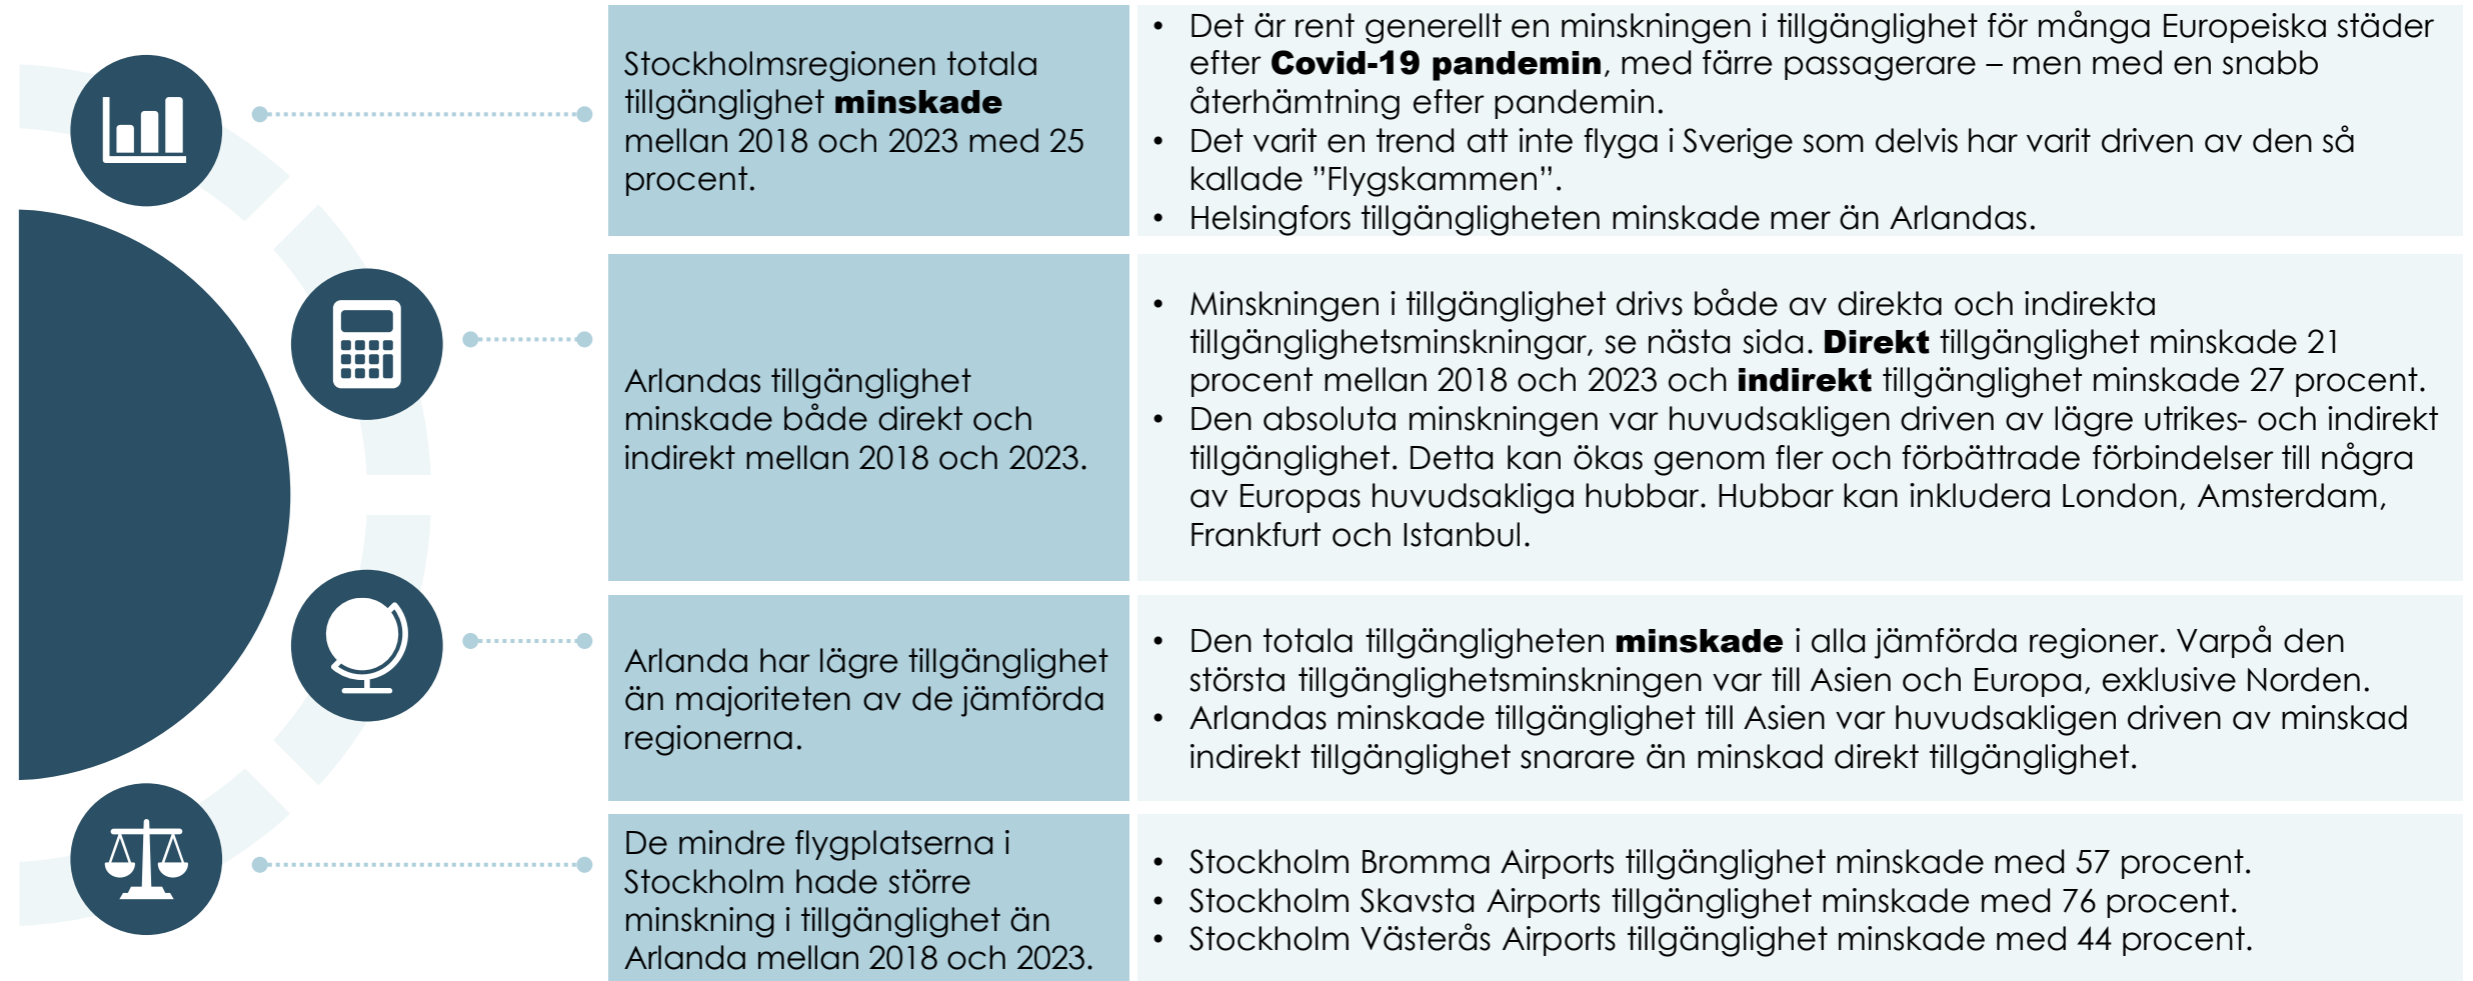 Stockholmsregionen totala
tillgänglighet minskade
mellan 2018 och 2023 med 25
procent.
• Det är rent generellt en minskningen i tillgänglighet för många Europeiska städer
efter Covid-19 pandemin, med färre passagerare – men med en snabb
återhämtning efter pandemin.
• Det varit en trend att inte flyga i Sverige som delvis har varit driven av den så
kallade ”Flygskammen”.
• Helsingfors tillgängligheten minskade mer än Arlandas.
Arlandas tillgänglighet
minskade både direkt och
indirekt mellan 2018 och 2023.
• Minskningen i tillgänglighet drivs både av direkta och indirekta
tillgänglighetsminskningar, se nästa sida. Direkt tillgänglighet minskade 21
procent mellan 2018 och 2023 och indirekt tillgänglighet minskade 27 procent.
• Den absoluta minskningen var huvudsakligen driven av lägre utrikes- och indirekt
tillgänglighet. Detta kan ökas genom fler och förbättrade förbindelser till några
av Europas huvudsakliga hubbar. Hubbar kan inkludera London, Amsterdam,
Frankfurt och Istanbul.
Arlanda har lägre tillgänglighet
än majoriteten av de jämförda
regionerna.
• Den totala tillgängligheten minskade i alla jämförda regioner. Varpå den
största tillgänglighetsminskningen var till Asien och Europa, exklusive Norden.
• Arlandas minskade tillgänglighet till Asien var huvudsakligen driven av minskad
indirekt tillgänglighet snarare än minskad direkt tillgänglighet.
De mindre flygplatserna i
Stockholm hade större
minskning i tillgänglighet än
Arlanda mellan 2018 och 2023.
• Stockholm Bromma Airports tillgänglighet minskade med 57 procent.
• Stockholm Skavsta Airports tillgänglighet minskade med 76 procent.
• Stockholm Västerås Airports tillgänglighet minskade med 44 procent.